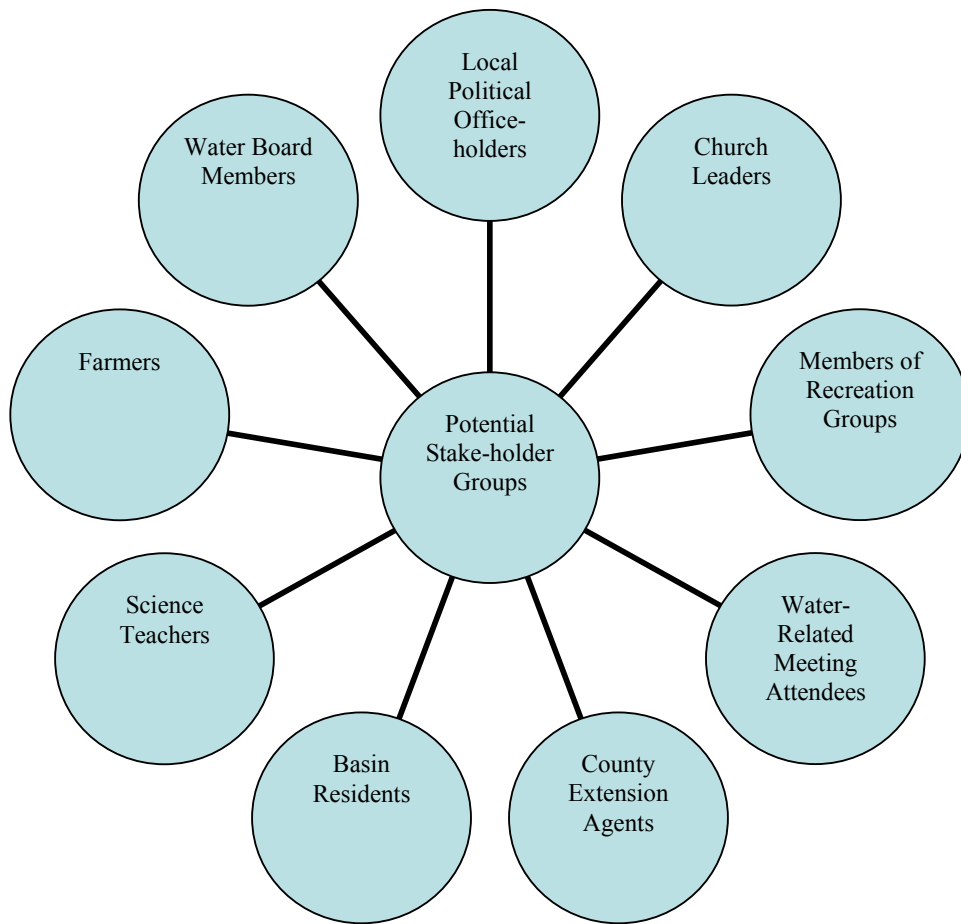 Local
Political
Office-
holders
Church
Leaders
Members of
Recreation
Groups
Water-
Related
Meeting
Attendees
County
Extension
Agents
Basin
Residents
Science
Teachers
Farmers
Water Board
Members
Potential
Stake-holder
Groups